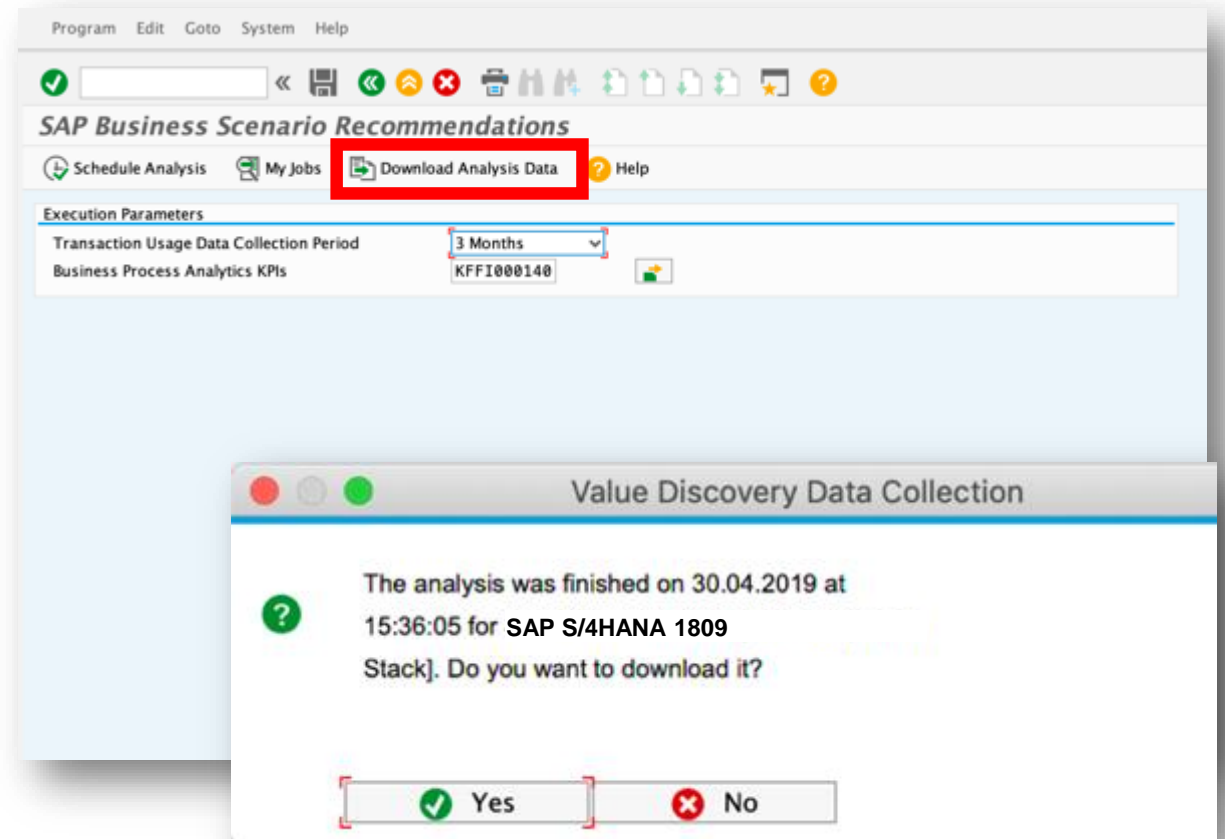 Program Edit Goto System Help
SAP Business Scenario Recommendations
Schedule Analysis My Jobs Download Analysis Data Help
Execution Parameters
Transaction Usage Data Collection Period 3 Months
Business Process Analytics KPIs KFFI000140
Value Discovery Data Collection
The analysis was finished on 30.04.2019 at
15:36:05 for SAP S/4HANA 1809
Stack]. Do you want to download it?
Yes No